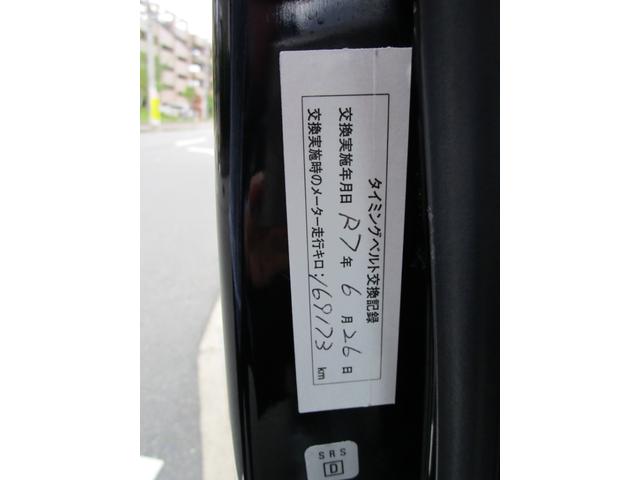 タイミングベルト交換記録
交換実施年月日 R7年 6月 26日
交換実施時のメーター走行キロ:169173 km
SRS
D